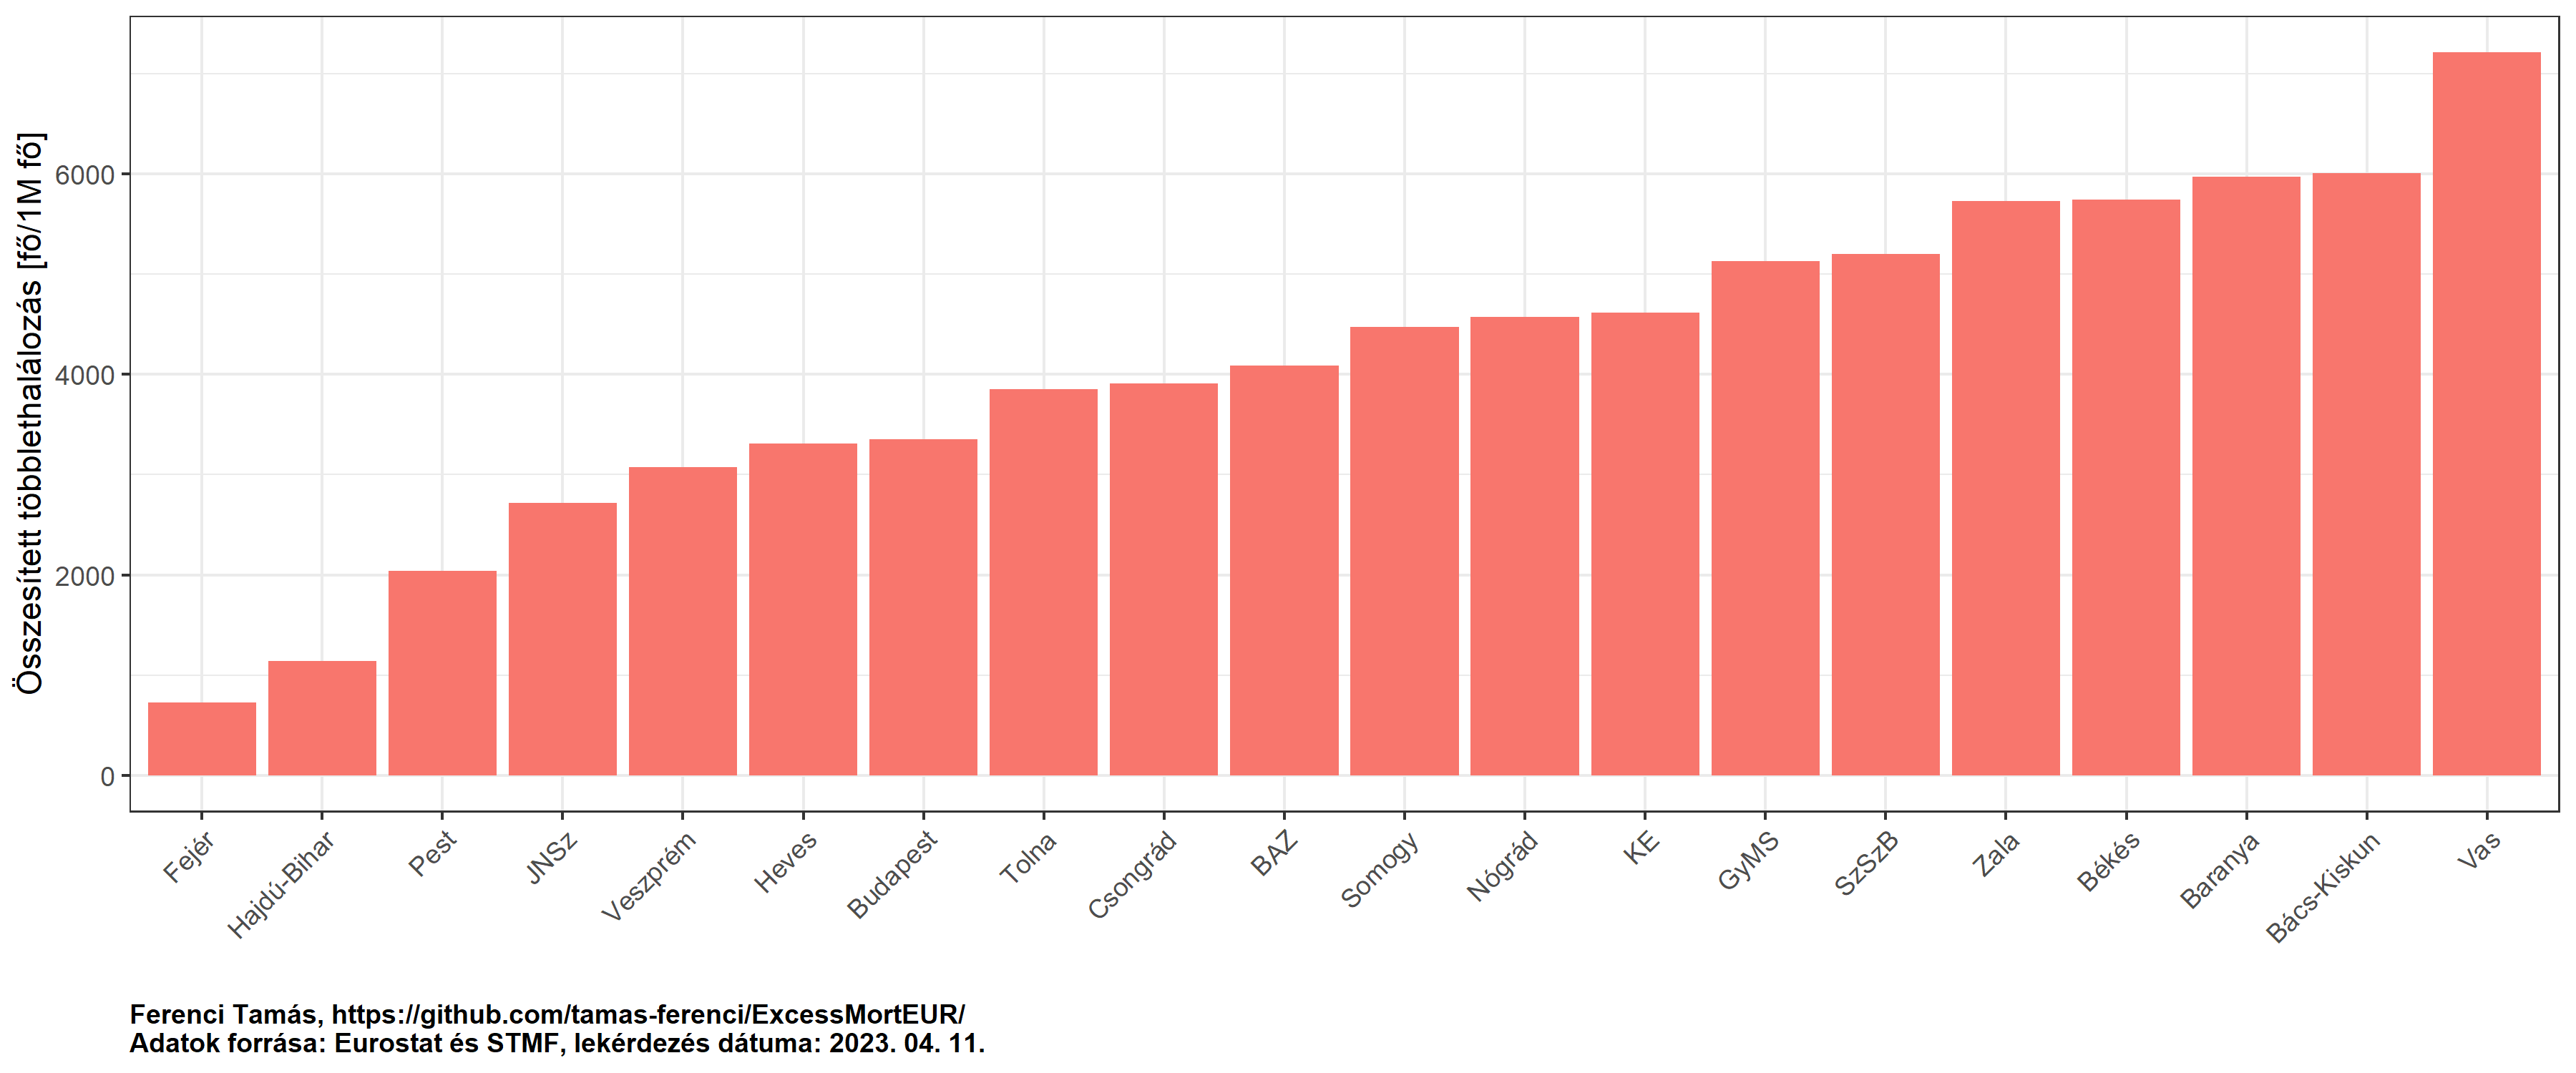 Összesített többlethalálozás [fő/1M fő]
6000
4000
2000
0
Fejér
Hajdú-Bihar
Pest
JNSz
Veszprém
Heves
Budapest
Tolna
Csongrád
BAZ
Somogy
Nógrád
KE
GyMS
SzSzB
Zala
Békés
Baranya
Bács-Kiskun
Vas
Ferenci Tamás, https://github.com/tamas-ferenci/ExcessMortEUR/
Adatok forrása: Eurostat és STMF, lekérdezés dátuma: 2023. 04. 11.